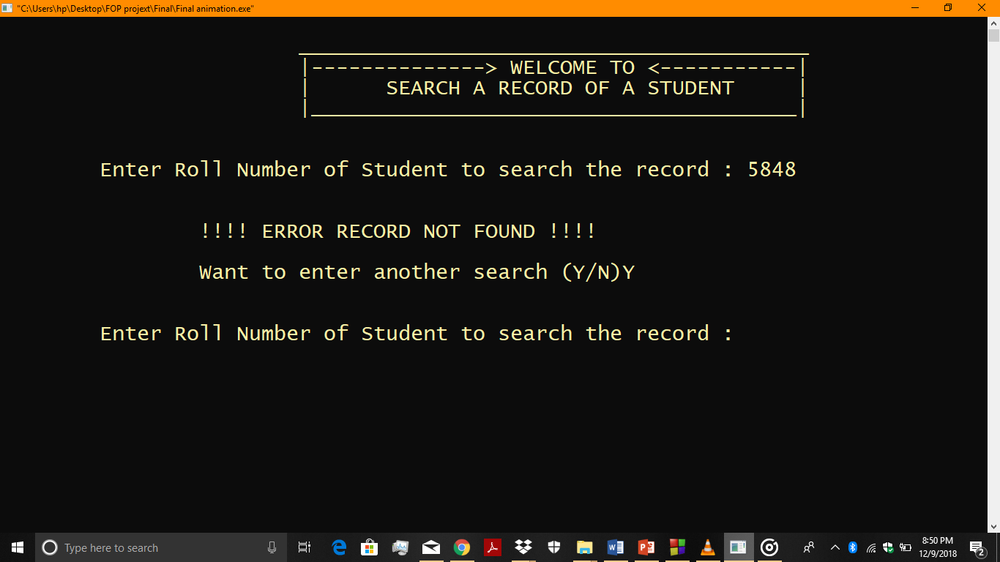 "C:\Users\hp\Desktop\FOP projext\Final\Final animation.exe"
|--------------> WELCOME TO <-----------|
| SEARCH A RECORD OF A STUDENT |
|_______________________________________|
Enter Roll Number of Student to search the record : 5848
!!!! ERROR RECORD NOT FOUND !!!!
Want to enter another search (Y/N)Y
Enter Roll Number of Student to search the record :
Type here to search
8:50 PM
12/9/2018
2